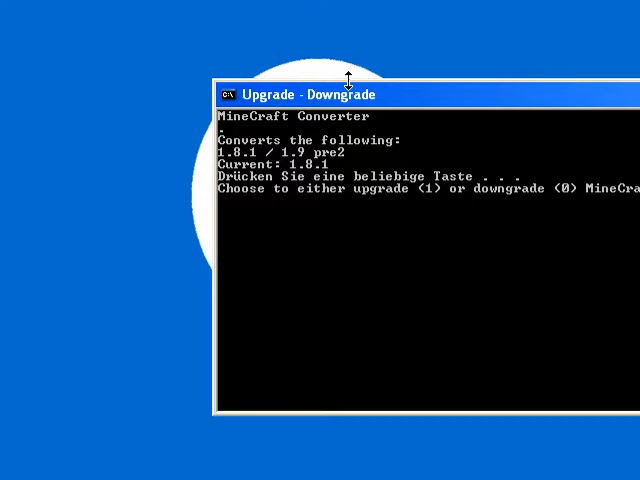 C:\
Upgrade - Downgrade
MineCraft Converter
.
Converts the following:
1.8.1 / 1.9 pre2
Current: 1.8.1
Drücken Sie eine beliebige Taste . . .
Choose to either upgrade (1) or downgrade (0) MineCra